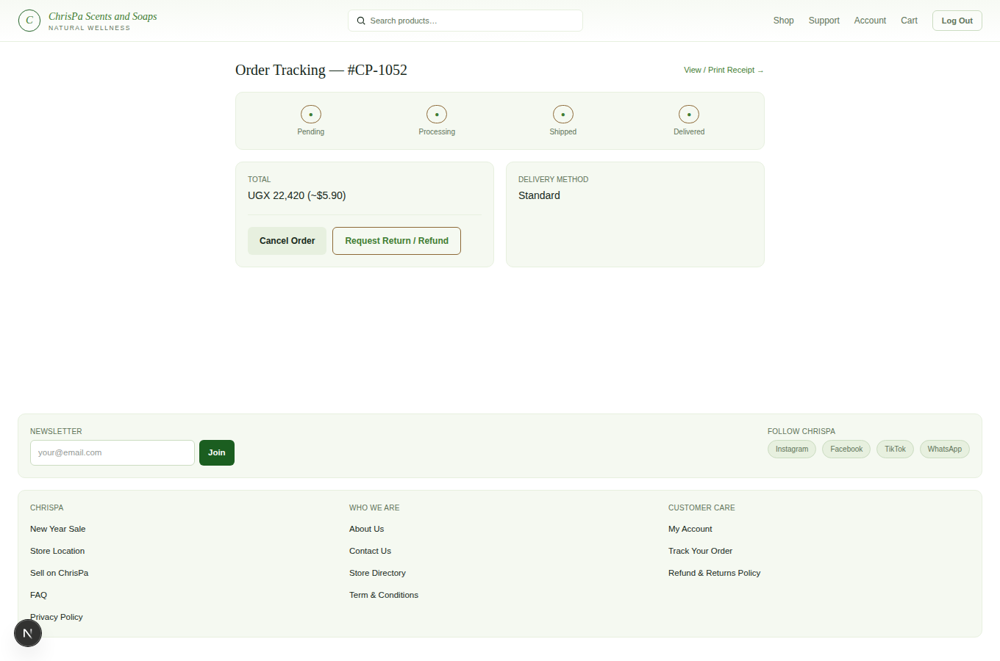 C
ChrisPa Scents and Soaps
NATURAL WELLNESS
Search products…
Shop
Support
Account
Cart
Log Out
Order Tracking — #CP-1052
View / Print Receipt →
Pending
Processing
Shipped
Delivered
TOTAL
UGX 22,420 (~$5.90)
Cancel Order
Request Return / Refund
DELIVERY METHOD
Standard
NEWSLETTER
your@email.com
Join
FOLLOW CHRISPA
Instagram
Facebook
TikTok
WhatsApp
CHRISPA
New Year Sale
Store Location
Sell on ChrisPa
FAQ
Privacy Policy
WHO WE ARE
About Us
Contact Us
Store Directory
Term & Conditions
CUSTOMER CARE
My Account
Track Your Order
Refund & Returns Policy
N